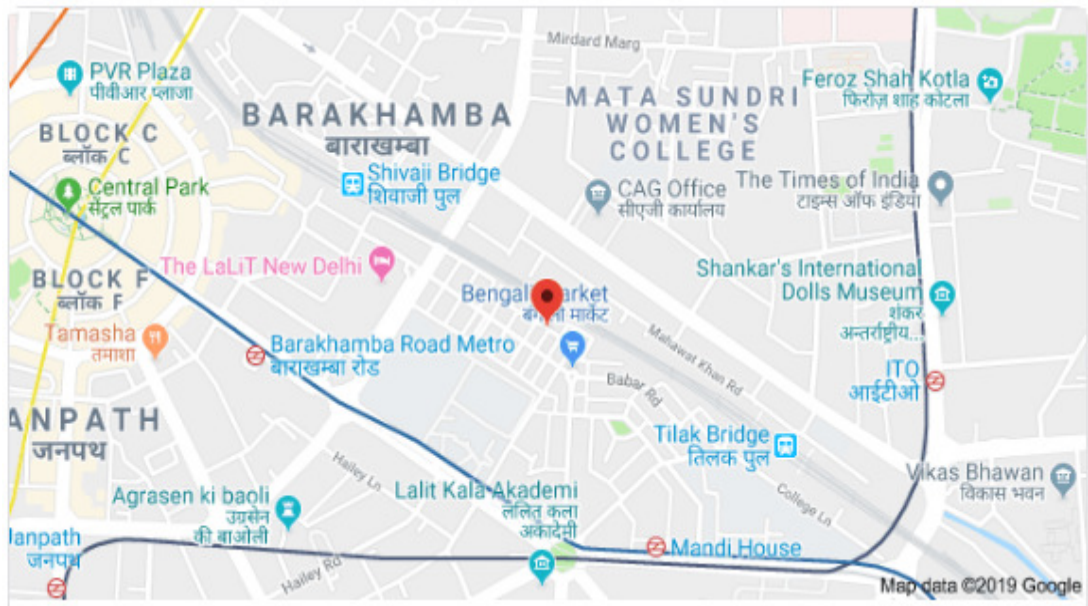 Mirdard Marg
PVR Plaza
पीवीआर प्लाजा
BARAKHAMBA
बाराखम्बा
MATA SUNDRI
WOMEN'S
COLLEGE
Feroz Shah Kotla
फिरोज़ शाह कोटला
BLOCK C
ब्लॉक C
Shivaji Bridge
शिवाजी पुल
Central Park
सेंट्रल पार्क
CAG Office
सीएजी कार्यालय
The Times of India
टाइम्स ऑफ इंडिया
The LaLiT New Delhi
BLOCK F
ब्लॉक F
Shankar's International
Dolls Museum
शंकर
अन्तर्राष्ट्रीय...
Bengali Market
मार्केट
Tamasha
तमाशा
Barakhamba Road Metro
बाराखम्बा रोड
Mahawat Khan Rd
ITO
आईटीओ
Babar Rd
ANPATH
जनपथ
Tilak Bridge
तिलक पुल
Hailey Ln
Vikas Bhawan
विकास भवन
Agrasen ki baoli
उग्रसेन
की बाओली
Lalit Kala Akademi
ललित कला
अकादेमी
College Ln
Janpath
जनपथ
Mandi House
Hailey Rd
Map data ©2019 Google